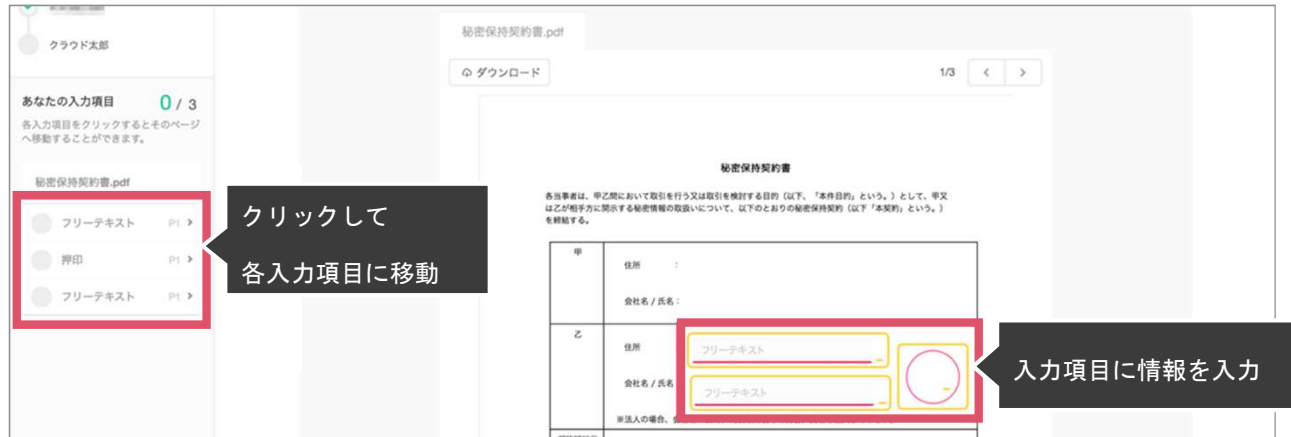 クラウド太郎
あなたの入力項目 0 / 3
各入力項目をクリックするとそのページ
へ移動することができます。
秘密保持契約書.pdf
フリーテキスト P1 >
押印 P1 >
フリーテキスト P1 >
クリックして
各入力項目に移動
秘密保持契約書.pdf
ダウンロード
1/3 < >
秘密保持契約書
各当事者は、甲乙間において取引を行う又は取引を検討する目的（以下、「本件目的」という。）として、甲又
は乙が相手方に開示する秘密情報の取扱いについて、以下のとおりの秘密保持契約（以下「本契約」という。）
を締結する。
甲
住所 :
会社名 / 氏名 :
乙
住所
フリーテキスト
会社名 / 氏名
フリーテキスト
※法人の場合、
入力項目に情報を入力